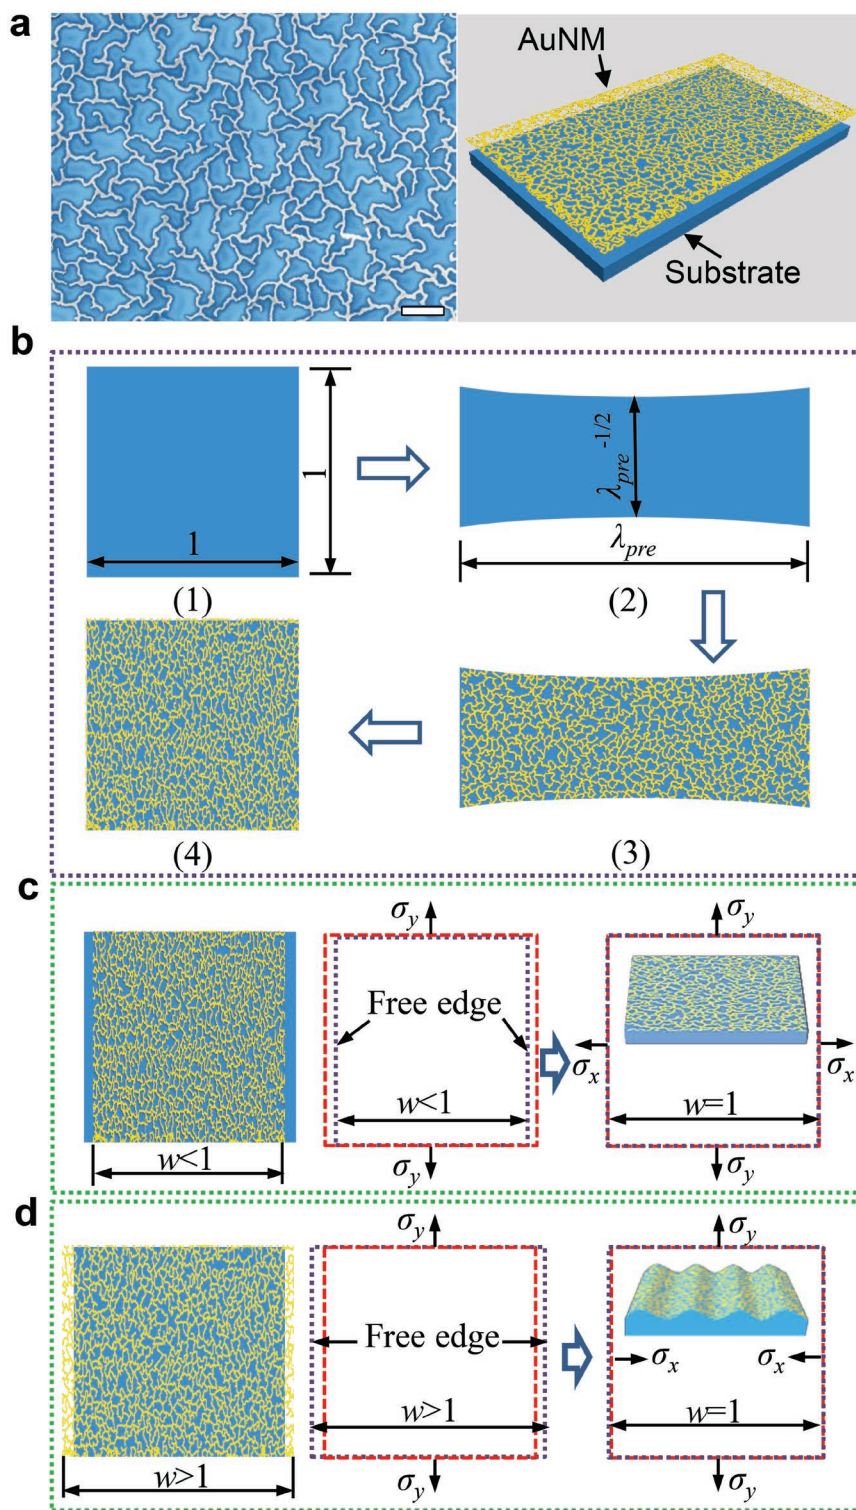 a
AuNM
Substrate
b
1
1
(1)
λpre^-1/2
λpre
(2)
(4)
(3)
c
w<1
σy
Free edge
w<1
σy
σy
σx
σx
w=1
σy
d
w>1
σy
Free edge
w>1
σy
σy
σx
σx
w=1
σy